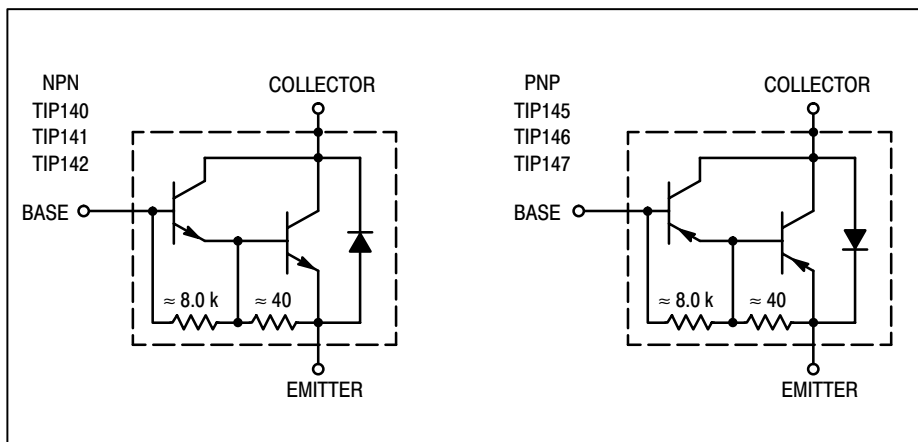 NPN
TIP140
TIP141
TIP142
COLLECTOR
BASE
≈ 8.0 k
≈ 40
EMITTER
PNP
TIP145
TIP146
TIP147
COLLECTOR
BASE
≈ 8.0 k
≈ 40
EMITTER